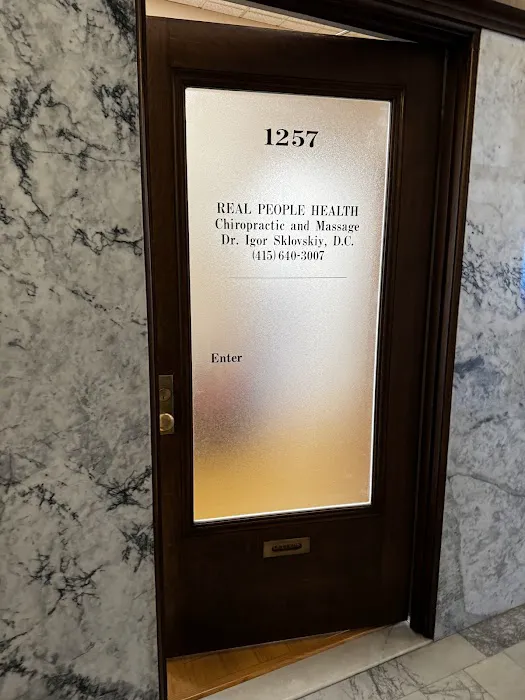 1257
REAL PEOPLE HEALTH
Chiropractic and Massage
Dr. Igor Sklovskiy, D.C.
(415) 640-3007
Enter